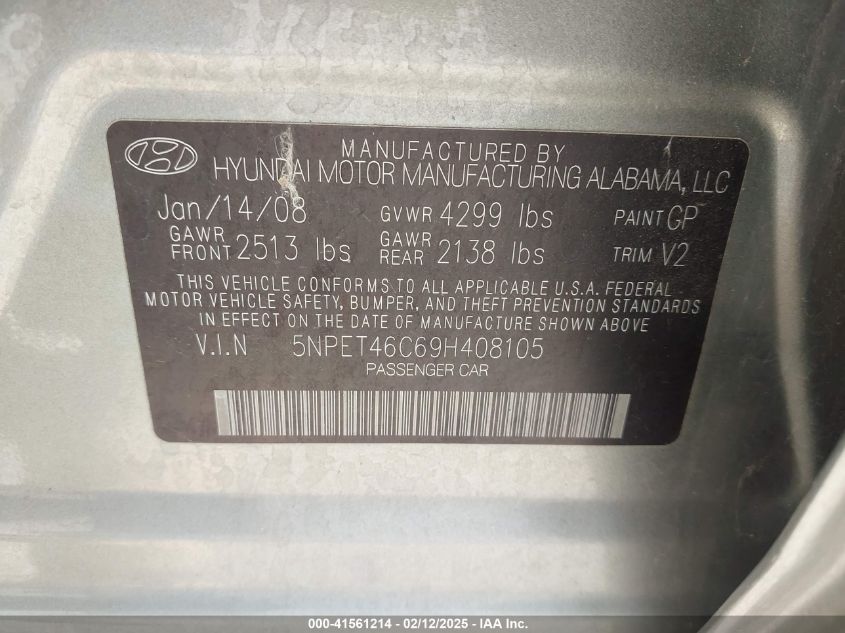 MANUFACTURED BY
HYUNDAI MOTOR MANUFACTURING ALABAMA, LLC
Jan/14/08 GVWR 4299 lbs PAINT GP
GAWR FRONT 2513 lbs GAWR REAR 2138 lbs TRIM V2
THIS VEHICLE CONFORMS TO ALL APPLICABLE U.S.A. FEDERAL
MOTOR VEHICLE SAFETY, BUMPER, AND THEFT PREVENTION STANDARDS
IN EFFECT ON THE DATE OF MANUFACTURING SHOWN ABOVE
V.I.N 5NPET46C69H408105
PASSENGER CAR
000-41561214 - 02/12/2025 - IAA Inc.